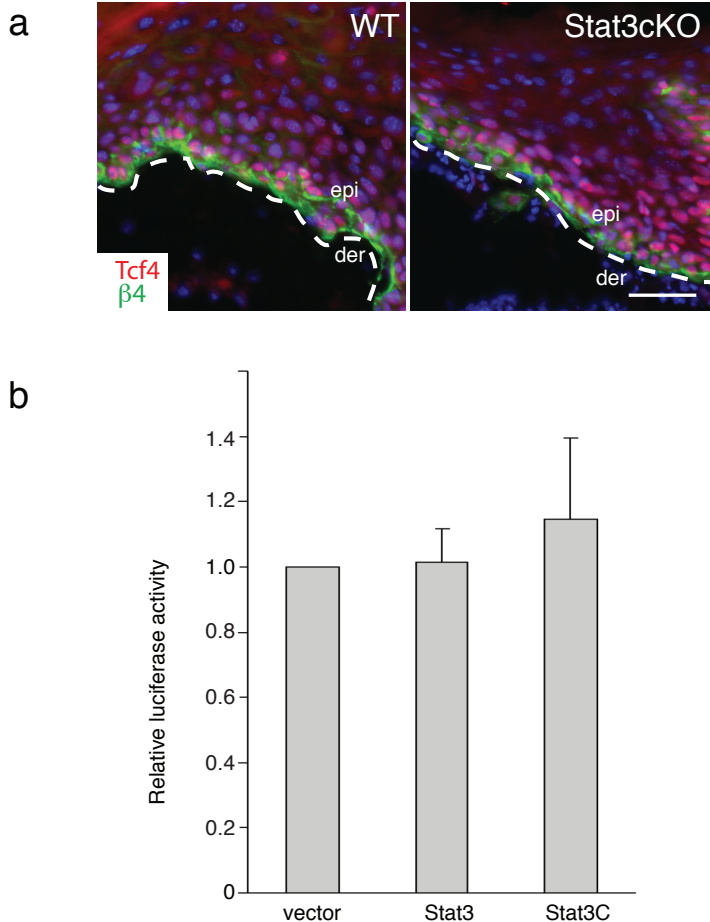 a
WT
Stat3cKO
epi
der
Tcf4
β4
epi
der
b
Relative luciferase activity
1.4
1.2
1.0
0.8
0.6
0.4
0.2
0
vector Stat3 Stat3C